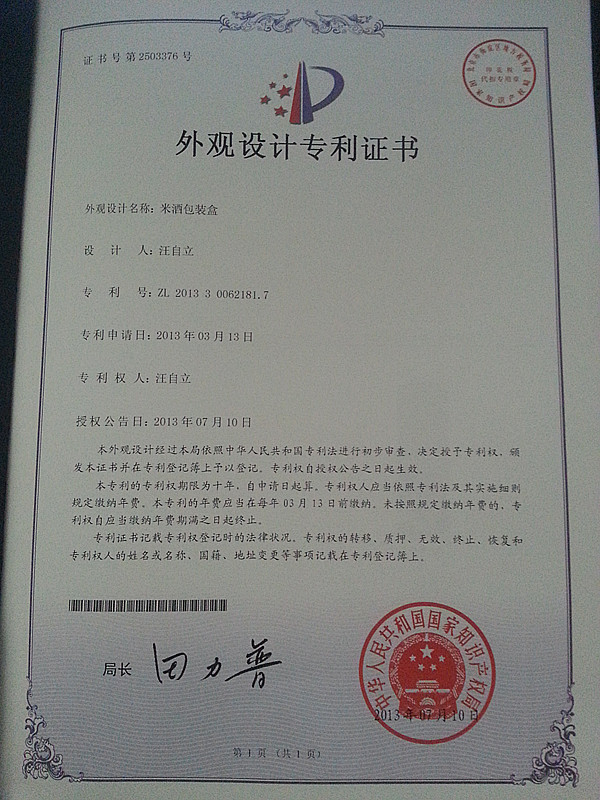 证书号第2503376号
外观设计专利证书
外观设计名称：米酒包装盒
设计人：汪自立
专利号：ZL 2013 3 0062181.7
专利申请日：2013年03月13日
专利权人：汪自立
授权公告日：2013年07月10日
本外观设计经过本局依照中华人民共和国专利法进行初步审查，决定授予专利权，颁
发本证书并在专利登记簿上予以登记。专利权自授权公告之日起生效。
本专利的专利权期限为十年，自申请日起算。专利权人应当依照专利法及其实施细则
规定缴纳年费。本专利的年费应当在每年03月13日前缴纳。未按照规定缴纳年费的，专
利权自应当缴纳年费期满之日起终止。
专利证书记载专利权登记时的法律状况。专利权的转移、质押、无效、终止、恢复和
专利权人的姓名或名称、国籍、地址变更等事项记载在专利登记簿上。
局长
田力普
中华人民共和国国家知识产权局
2013年07月10日
第1页（共1页）